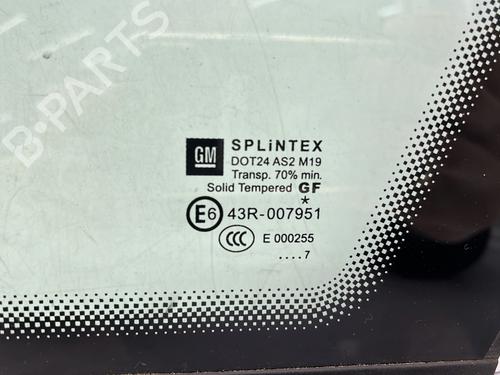 B-PARTS
GM SPLiNTEX
DOT24 AS2 M19
Transp. 70% min.
Solid Tempered GF
*
E6 43R-007951
CCC E 000255
....7